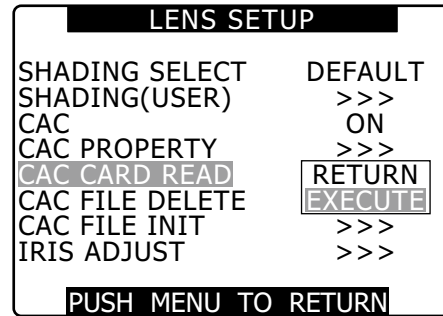 LENS SETUP
SHADING SELECT DEFAULT
SHADING(USER) >>>
CAC ON
CAC PROPERTY >>>
CAC CARD READ RETURN
CAC FILE DELETE EXECUTE
CAC FILE INIT >>>
IRIS ADJUST >>>
PUSH MENU TO RETURN